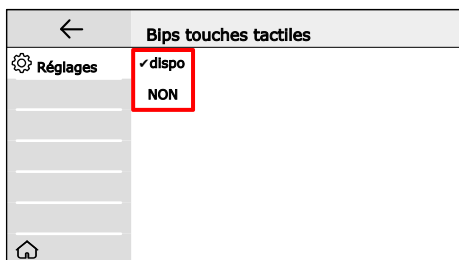 Bips touches tactiles
Réglages
✓dispo
NON